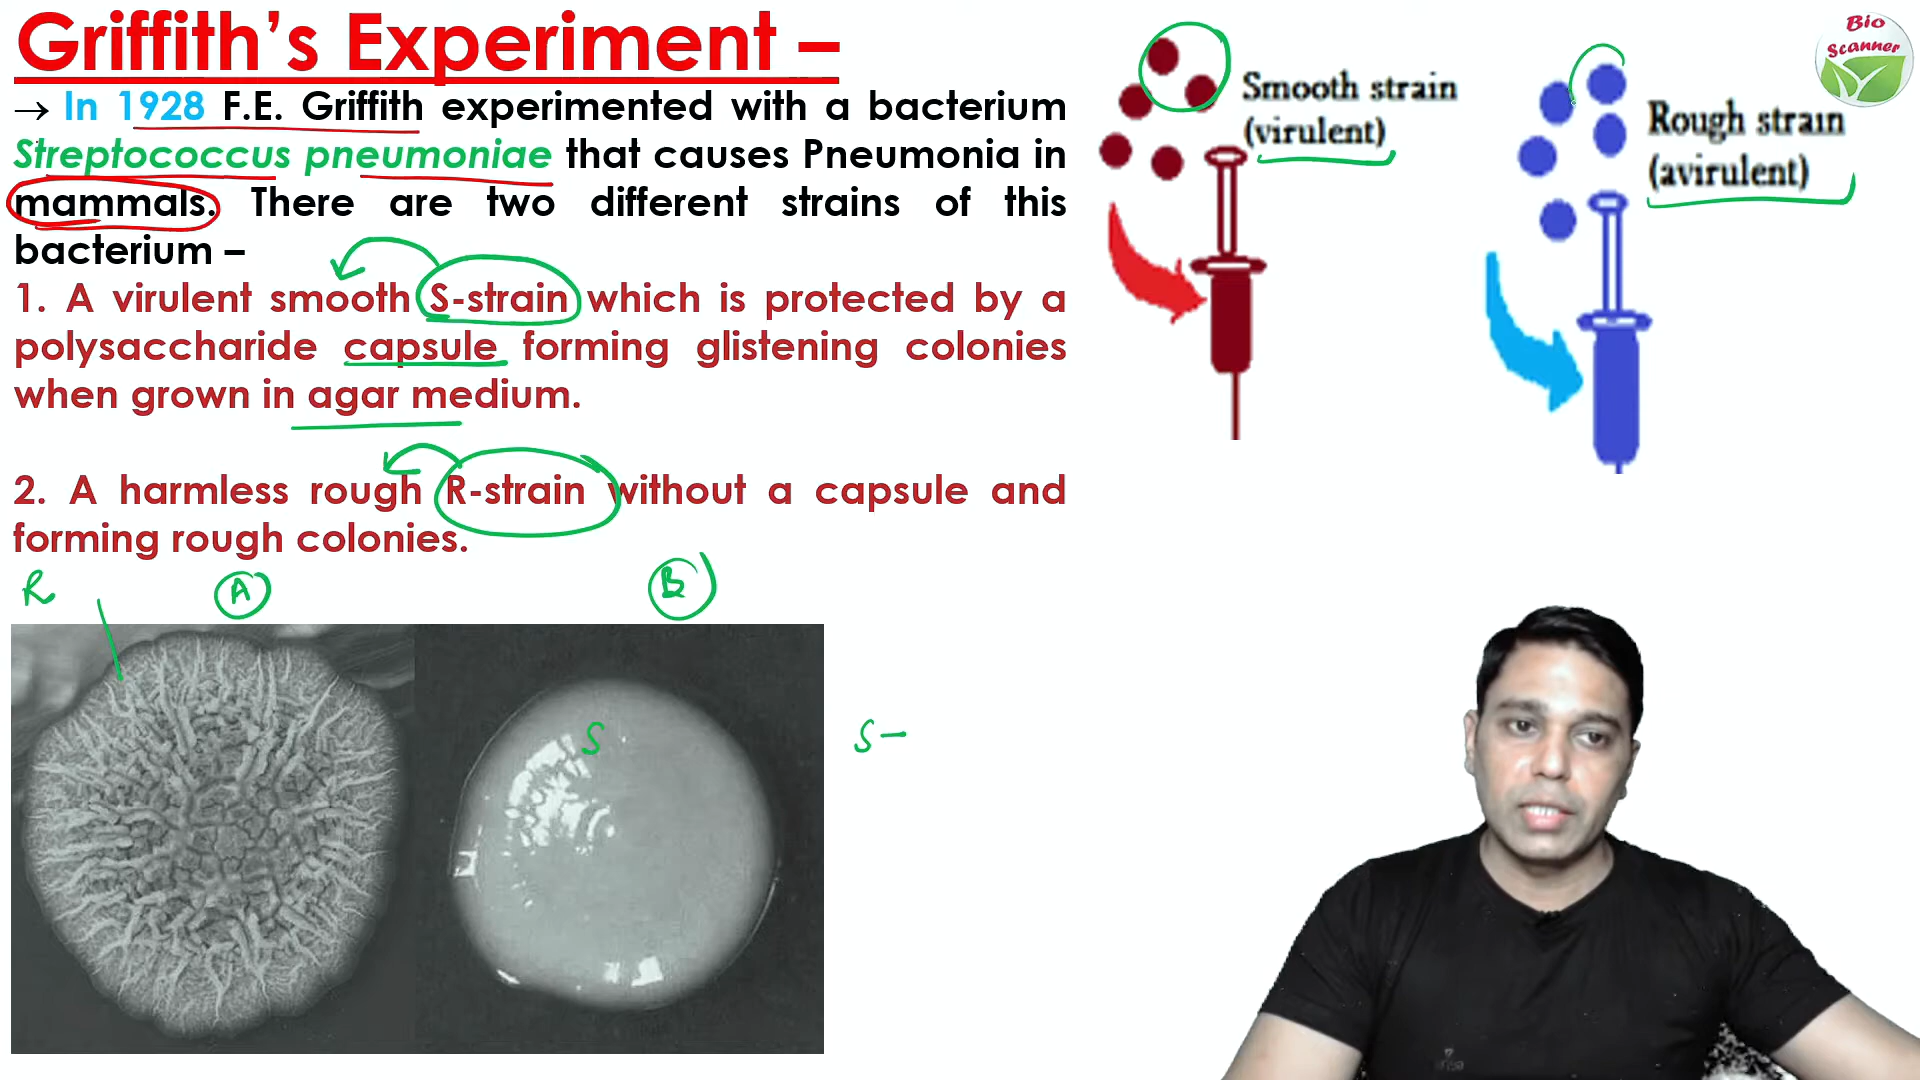 Griffith's Experiment –
→ In 1928 F.E. Griffith experimented with a bacterium
Streptococcus pneumoniae that causes Pneumonia in
mammals. There are two different strains of this
bacterium –
1. A virulent smooth S-strain which is protected by a
polysaccharide capsule forming glistening colonies
when grown in agar medium.
2. A harmless rough R-strain without a capsule and
forming rough colonies.
R
A
B
S
S-
Smooth strain
(virulent)
Rough strain
(avirulent)
Bio
Scanner